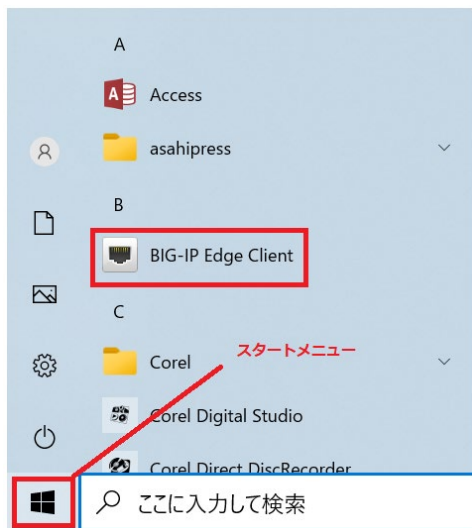 A
Access
asahipress
B
BIG-IP Edge Client
C
Corel
スタートメニュー
Corel Digital Studio
Corel Direct DiscRecorder
ここに入力して検索